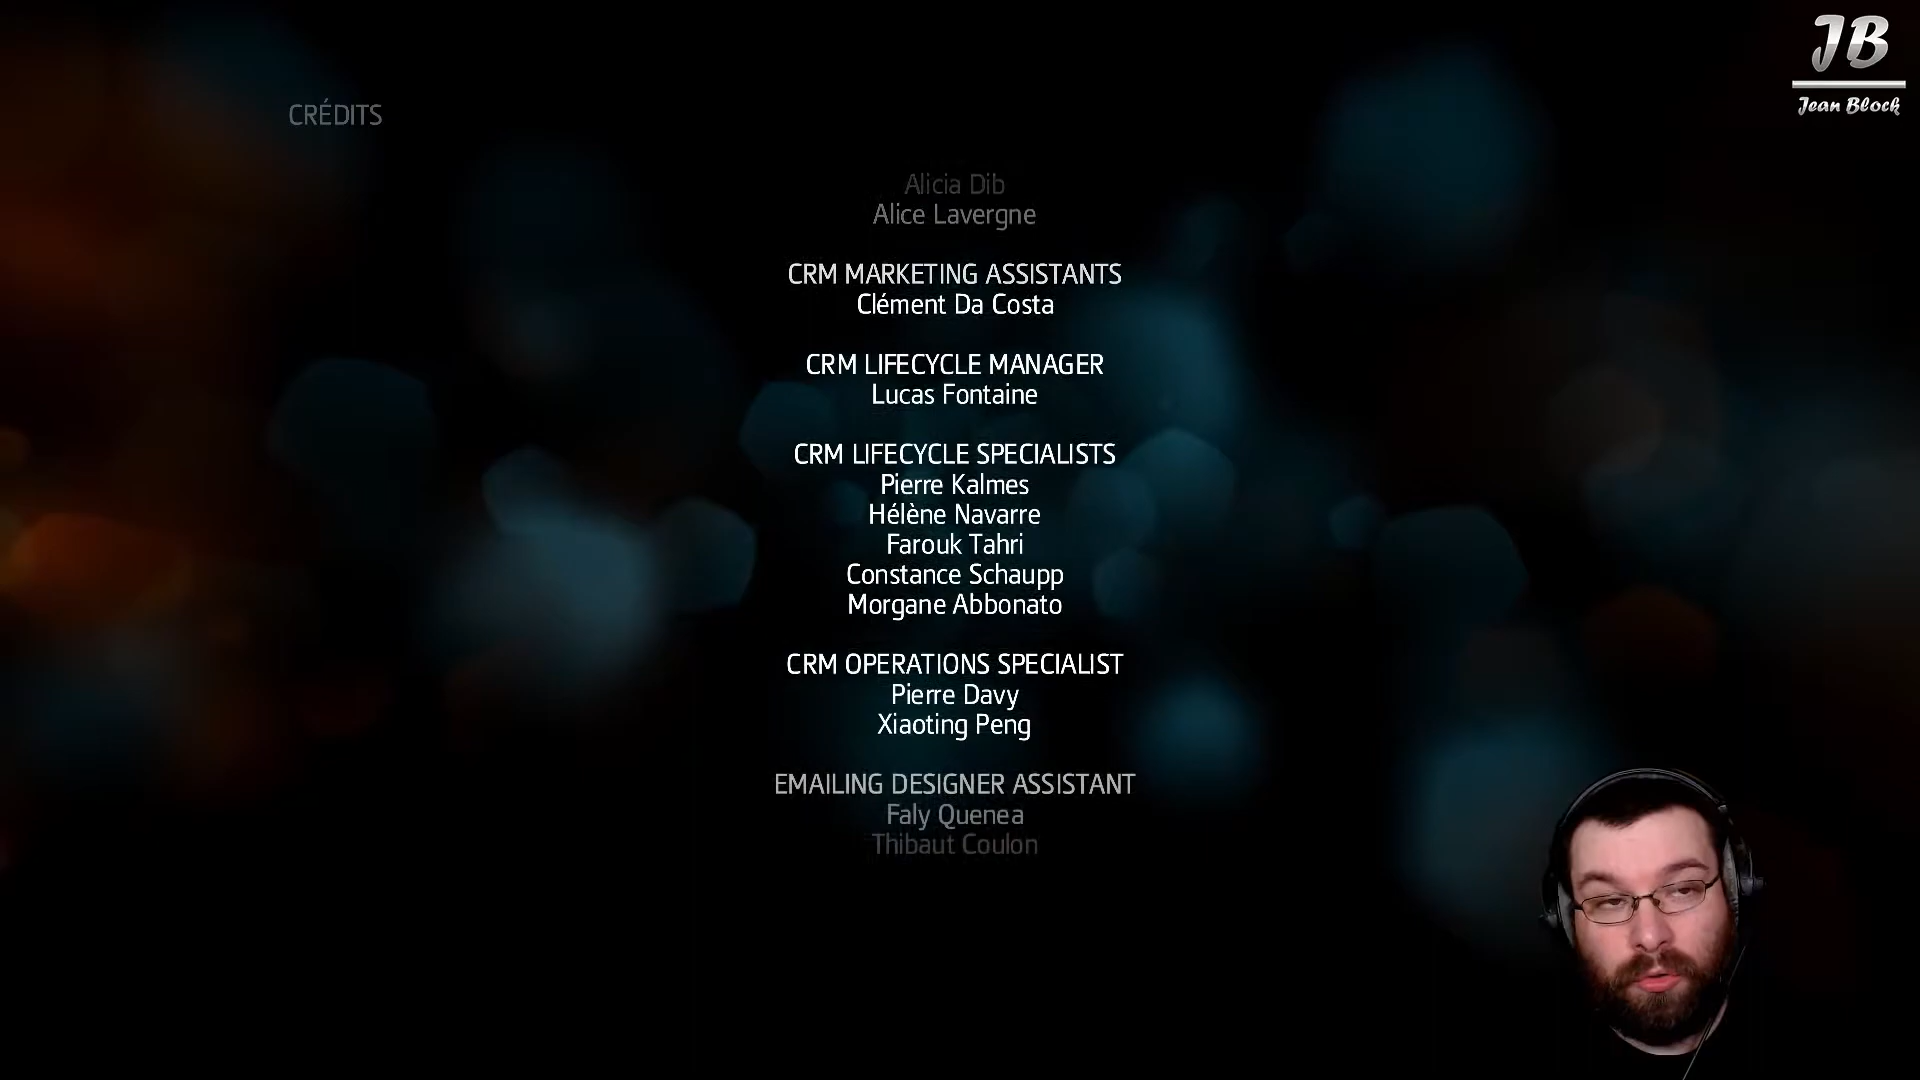 JB
Jean Block
CRÉDITS
Alicia Dib
Alice Lavergne
CRM MARKETING ASSISTANTS
Clément Da Costa
CRM LIFECYCLE MANAGER
Lucas Fontaine
CRM LIFECYCLE SPECIALISTS
Pierre Kalmes
Hélène Navarre
Farouk Tahri
Constance Schaupp
Morgane Abbonato
CRM OPERATIONS SPECIALIST
Pierre Davy
Xiaoting Peng
EMAILING DESIGNER ASSISTANT
Faly Quenea
Thibaut Coulon